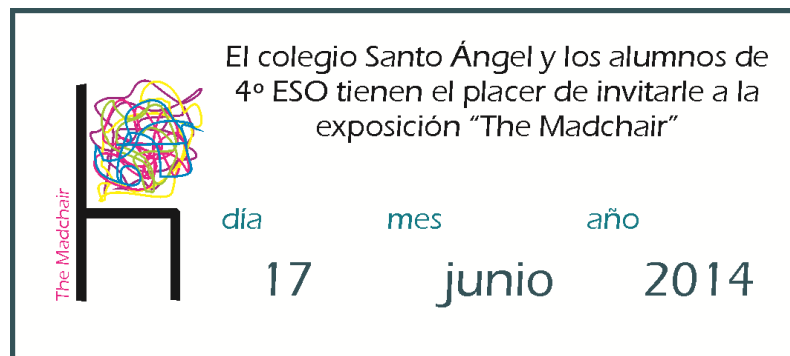 El colegio Santo Ángel y los alumnos de
4º ESO tienen el placer de invitarle a la
exposición “The Madchair”
The Madchair
día mes año
17 junio 2014